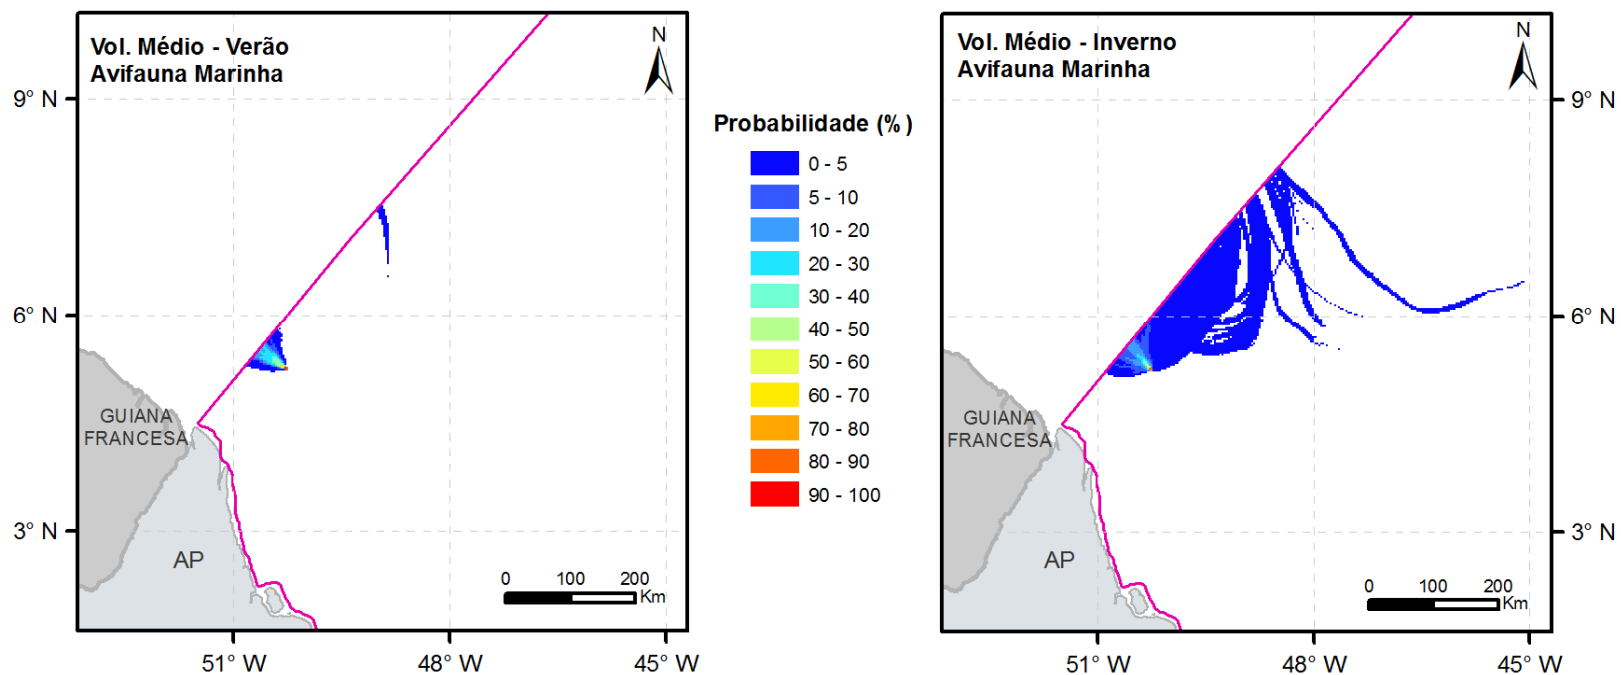 Vol. Médio - Verão
Avifauna Marinha
N
9° N
6° N
3° N
GUIANA
FRANCESA
AP
0 100 200
Km
51° W 48° W 45° W
Probabilidade (%)
0 - 5
5 - 10
10 - 20
20 - 30
30 - 40
40 - 50
50 - 60
60 - 70
70 - 80
80 - 90
90 - 100
Vol. Médio - Inverno
Avifauna Marinha
N
9° N
6° N
3° N
GUIANA
FRANCESA
AP
0 100 200
Km
51° W 48° W 45° W